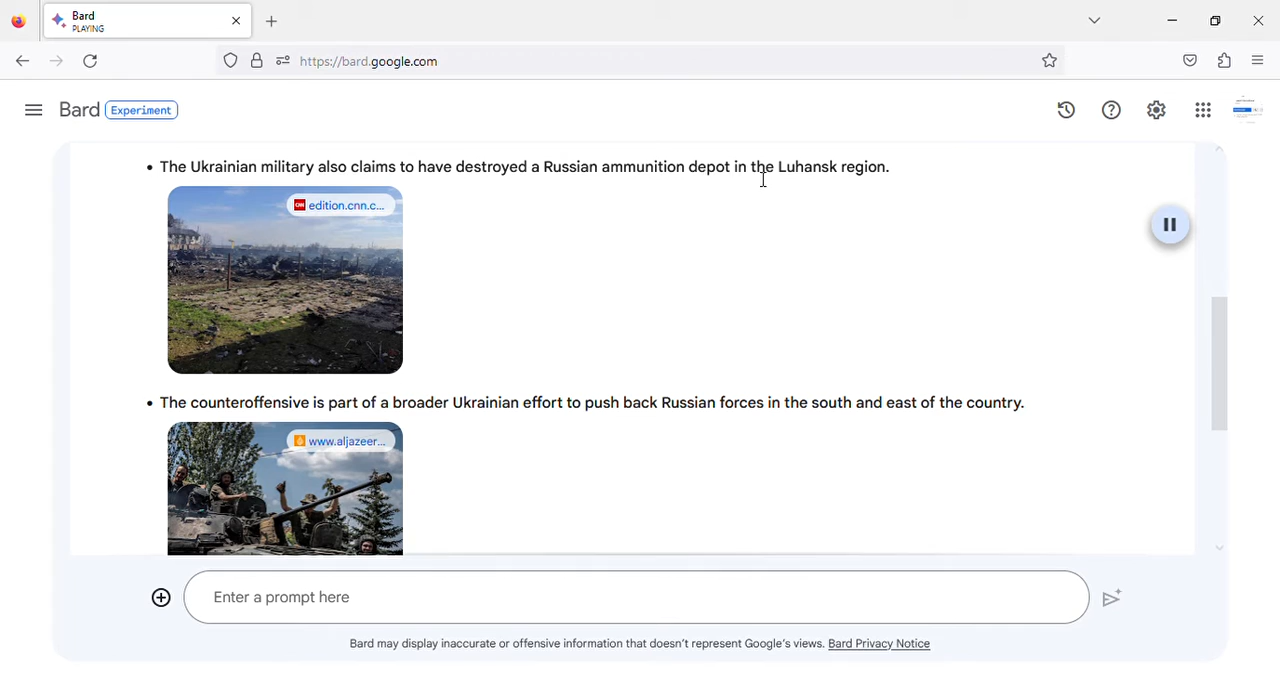 Bard
PLAYING
https://bard.google.com
Bard Experiment
• The Ukrainian military also claims to have destroyed a Russian ammunition depot in the Luhansk region.
edition.cnn.c...
• The counteroffensive is part of a broader Ukrainian effort to push back Russian forces in the south and east of the country.
www.aljazeer...
Enter a prompt here
Bard may display inaccurate or offensive information that doesn't represent Google's views. Bard Privacy Notice